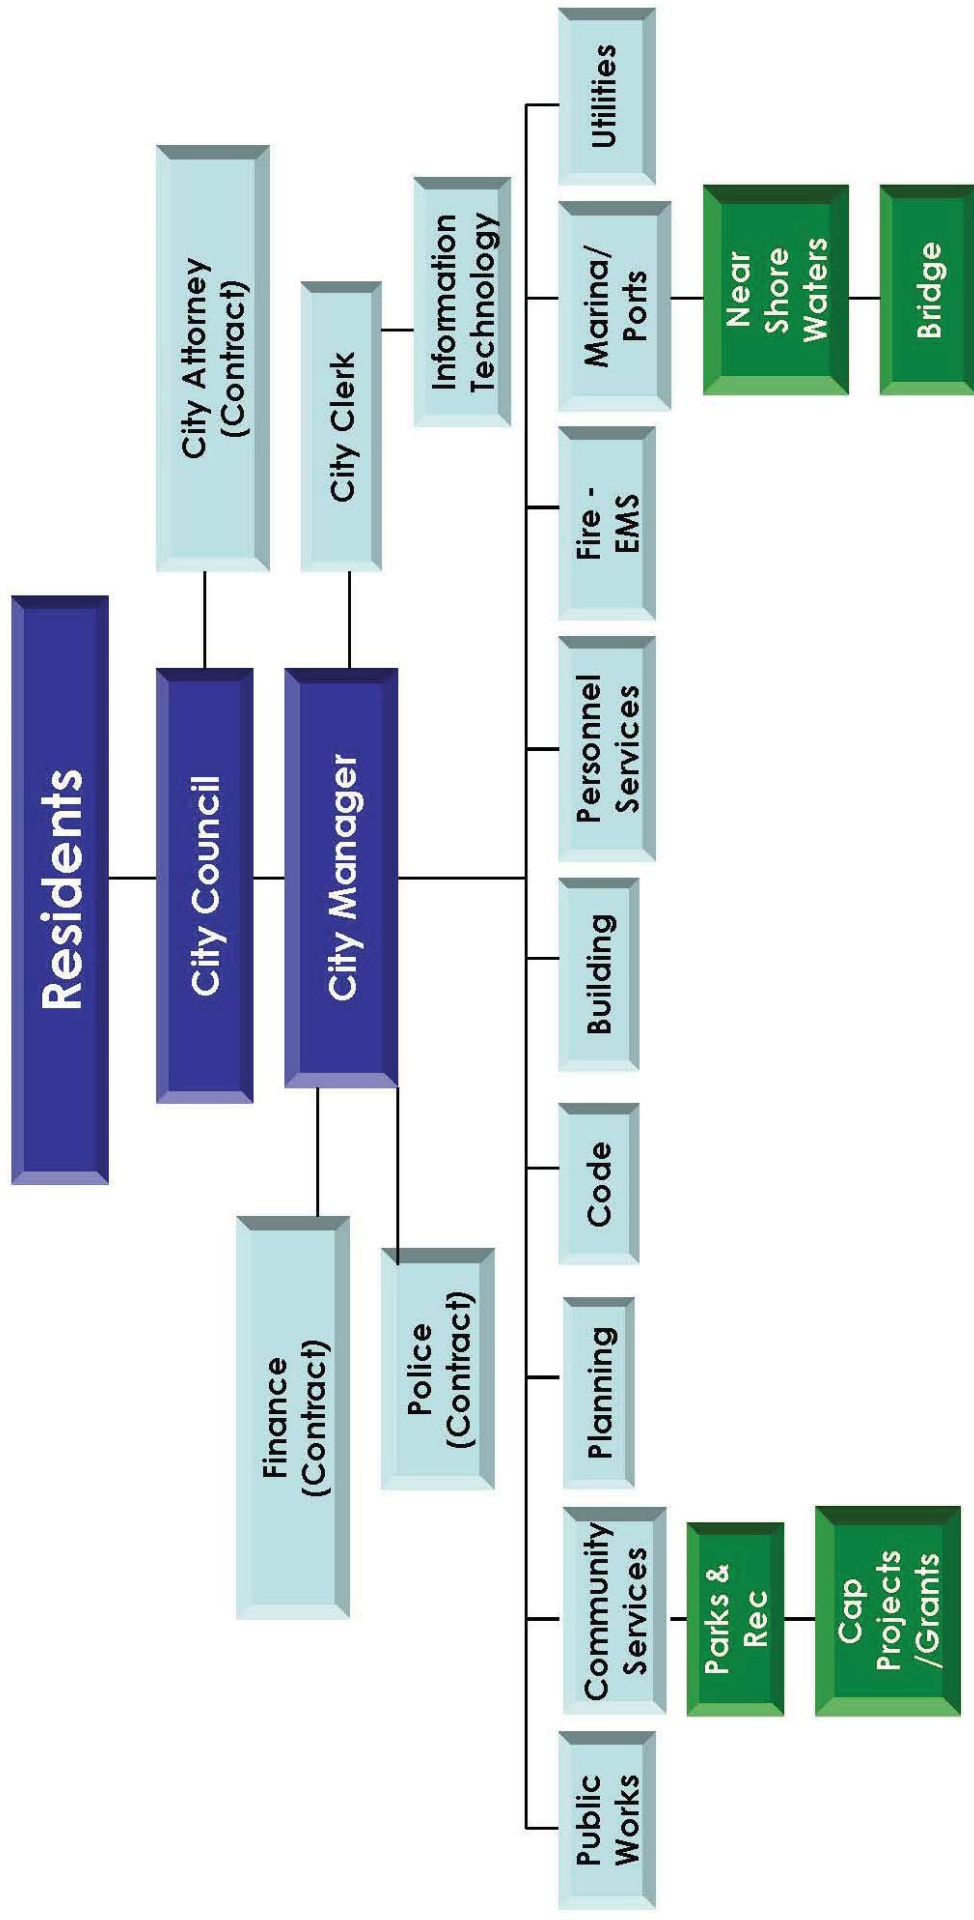 Residents
City Council
City Attorney
(Contract)
City Manager
City Clerk
Information
Technology
Finance
(Contract)
Police
(Contract)
Public
Works
Community
Services
Planning
Code
Building
Personnel
Services
Fire -
EMS
Marina/
Ports
Utilities
Parks &
Rec
Cap
Projects
/Grants
Near
Shore
Waters
Bridge